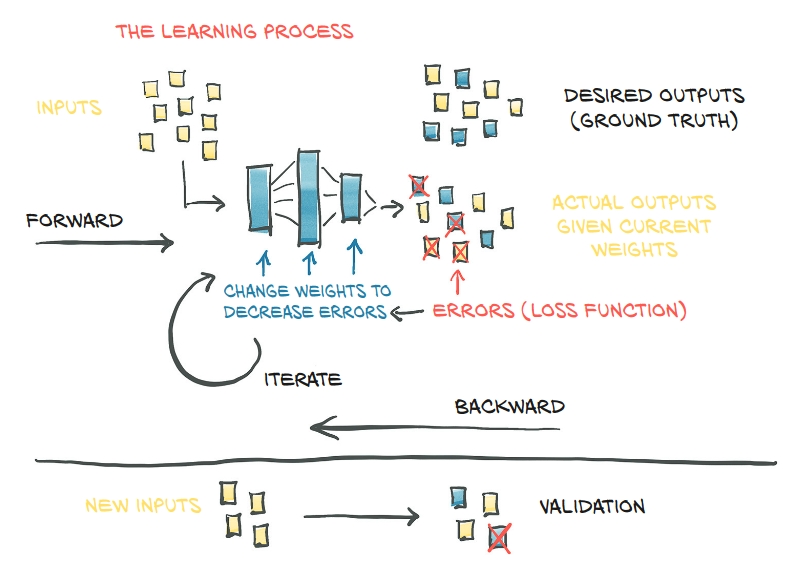 THE LEARNING PROCESS
INPUTS
DESIRED OUTPUTS
(GROUND TRUTH)
ACTUAL OUTPUTS
GIVEN CURRENT
WEIGHTS
FORWARD
CHANGE WEIGHTS TO
DECREASE ERRORS
ERRORS (LOSS FUNCTION)
ITERATE
BACKWARD
NEW INPUTS
VALIDATION